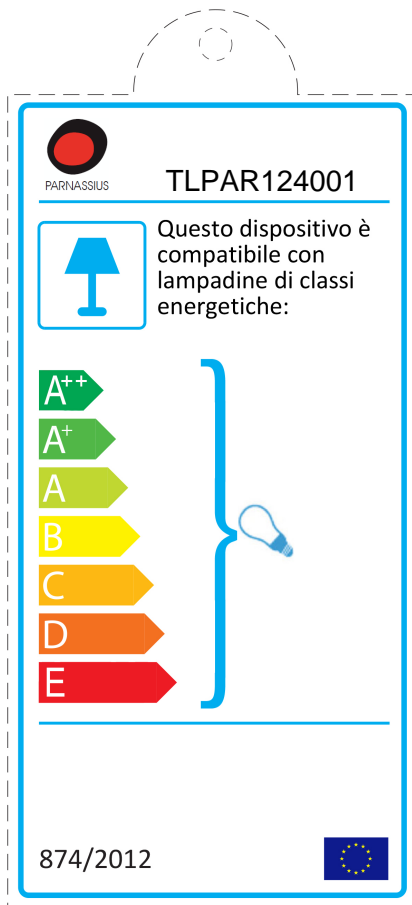 PARNASSIUS
TLPAR124001
Questo dispositivo è
compatibile con
lampadine di classi
energetiche:
A++
A+
A
B
C
D
E
874/2012